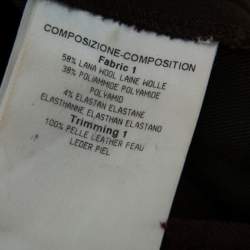 COMPOSIZIONE-COMPOSITION
Fabric 1
58% LANA WOOL LAINE WOLLE
38% POLIAMMIDE POLYAMIDE
POLYAMID
4% ELASTAN ELASTANE
ELASTHANNE ELASTHAN ELASTANO
Trimming 1
100% PELLE LEATHER PEAU
LEDER PIEL